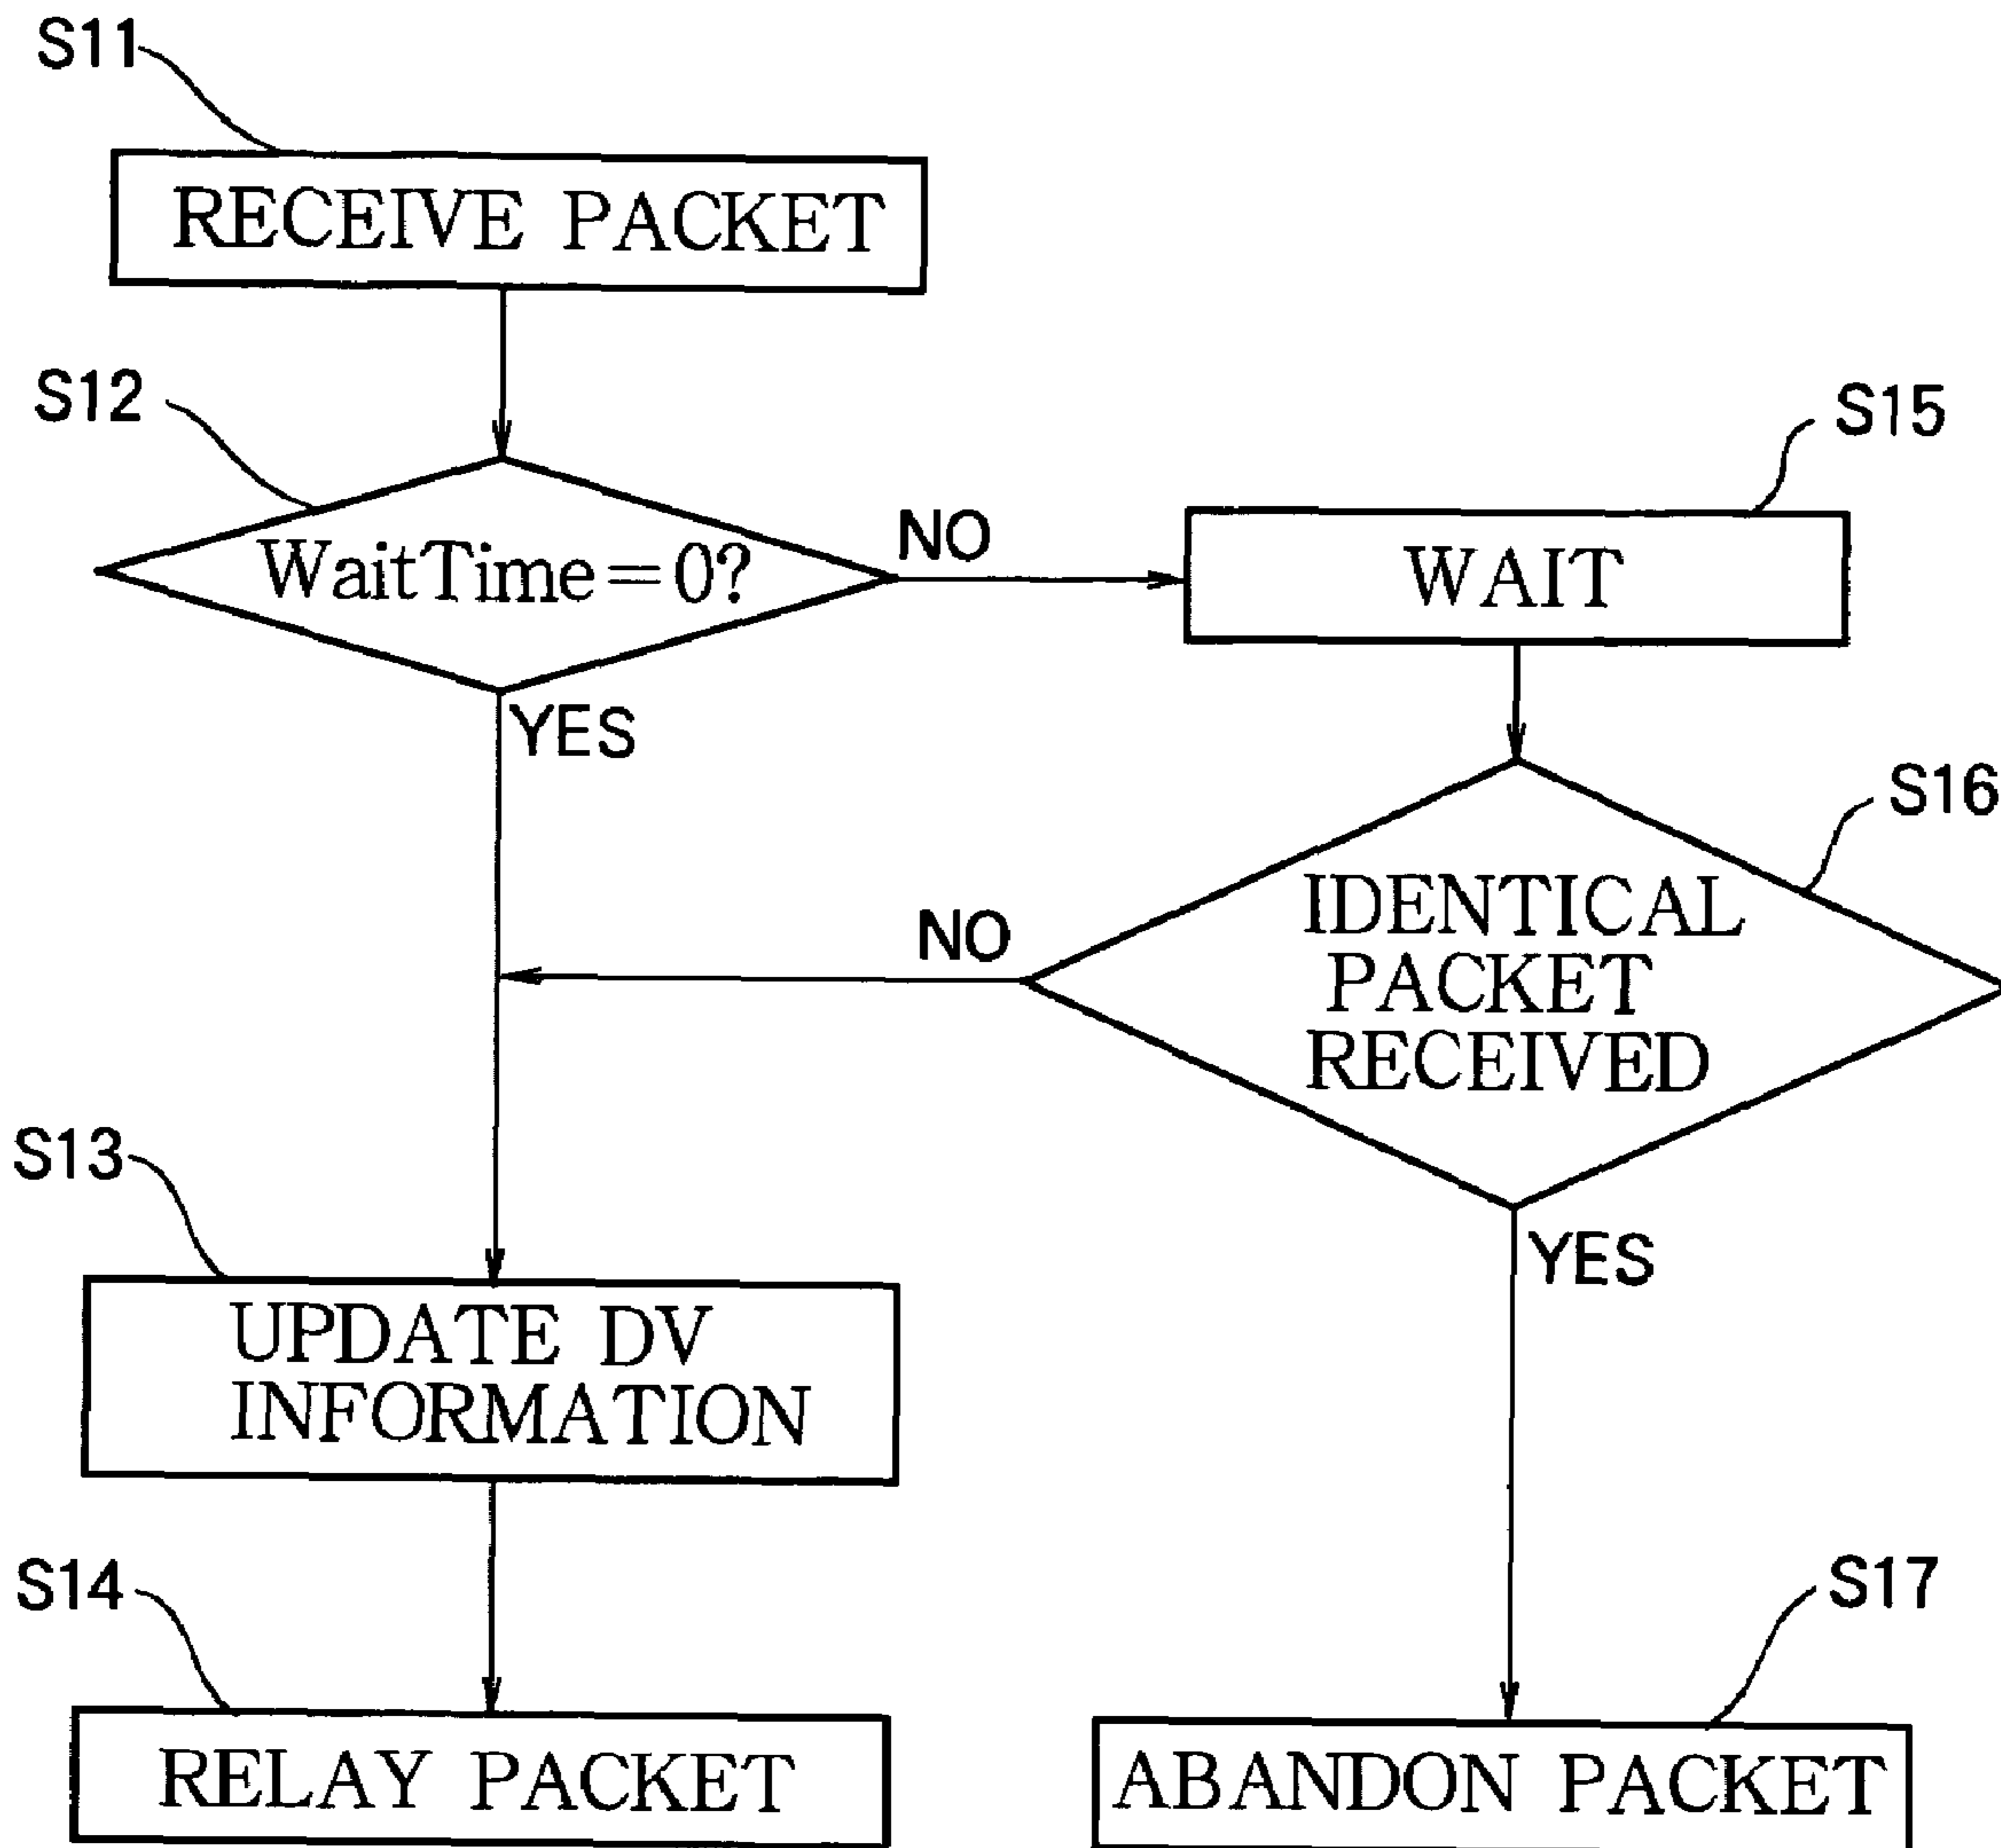 S11
RECEIVE PACKET
S12
WaitTime=0?
NO
YES
S15
WAIT
S16
IDENTICAL
PACKET
RECEIVED
NO
YES
S13
UPDATE DV
INFORMATION
S14
RELAY PACKET
S17
ABANDON PACKET